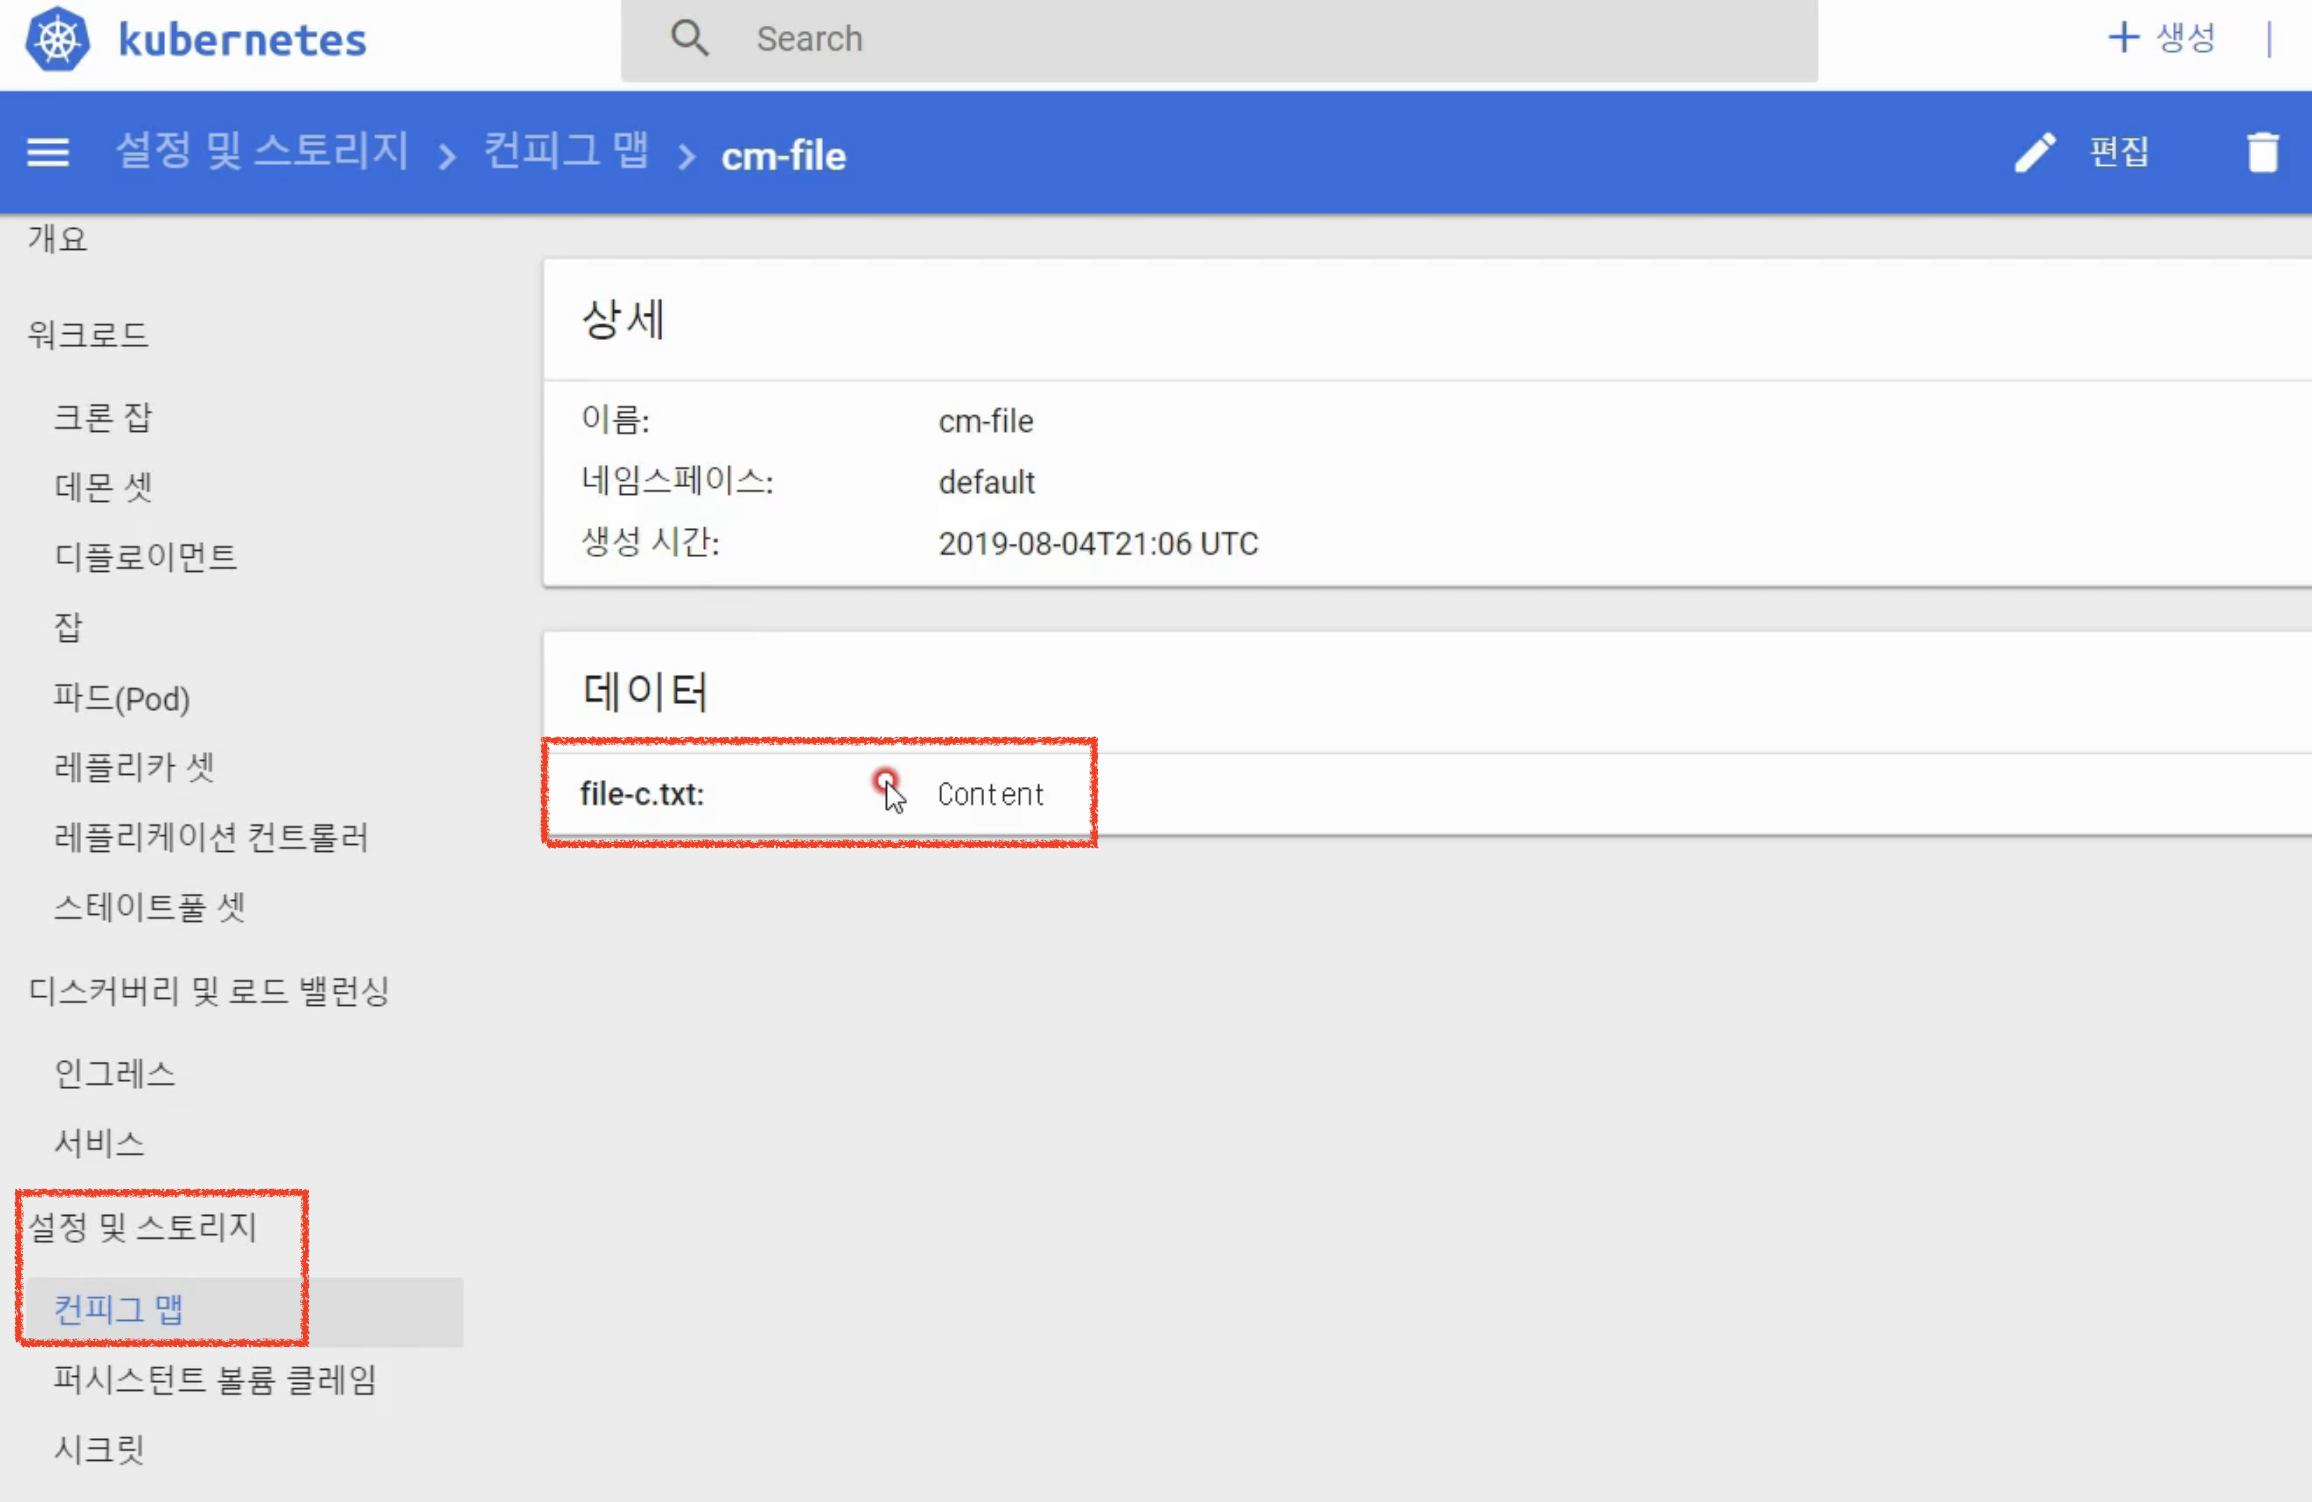 kubernetes
Search
생성
설정 및 스토리지 > 컨피그 맵 > cm-file
편집
개요
워크로드
크론 잡
데몬 셋
디플로이먼트
잡
파드(Pod)
레플리카 셋
레플리케이션 컨트롤러
스테이트풀 셋
디스커버리 및 로드 밸런싱
인그레스
서비스
설정 및 스토리지
컨피그 맵
퍼시스턴트 볼륨 클레임
시크릿
상세
이름: cm-file
네임스페이스: default
생성 시간: 2019-08-04T21:06 UTC
데이터
file-c.txt: Content